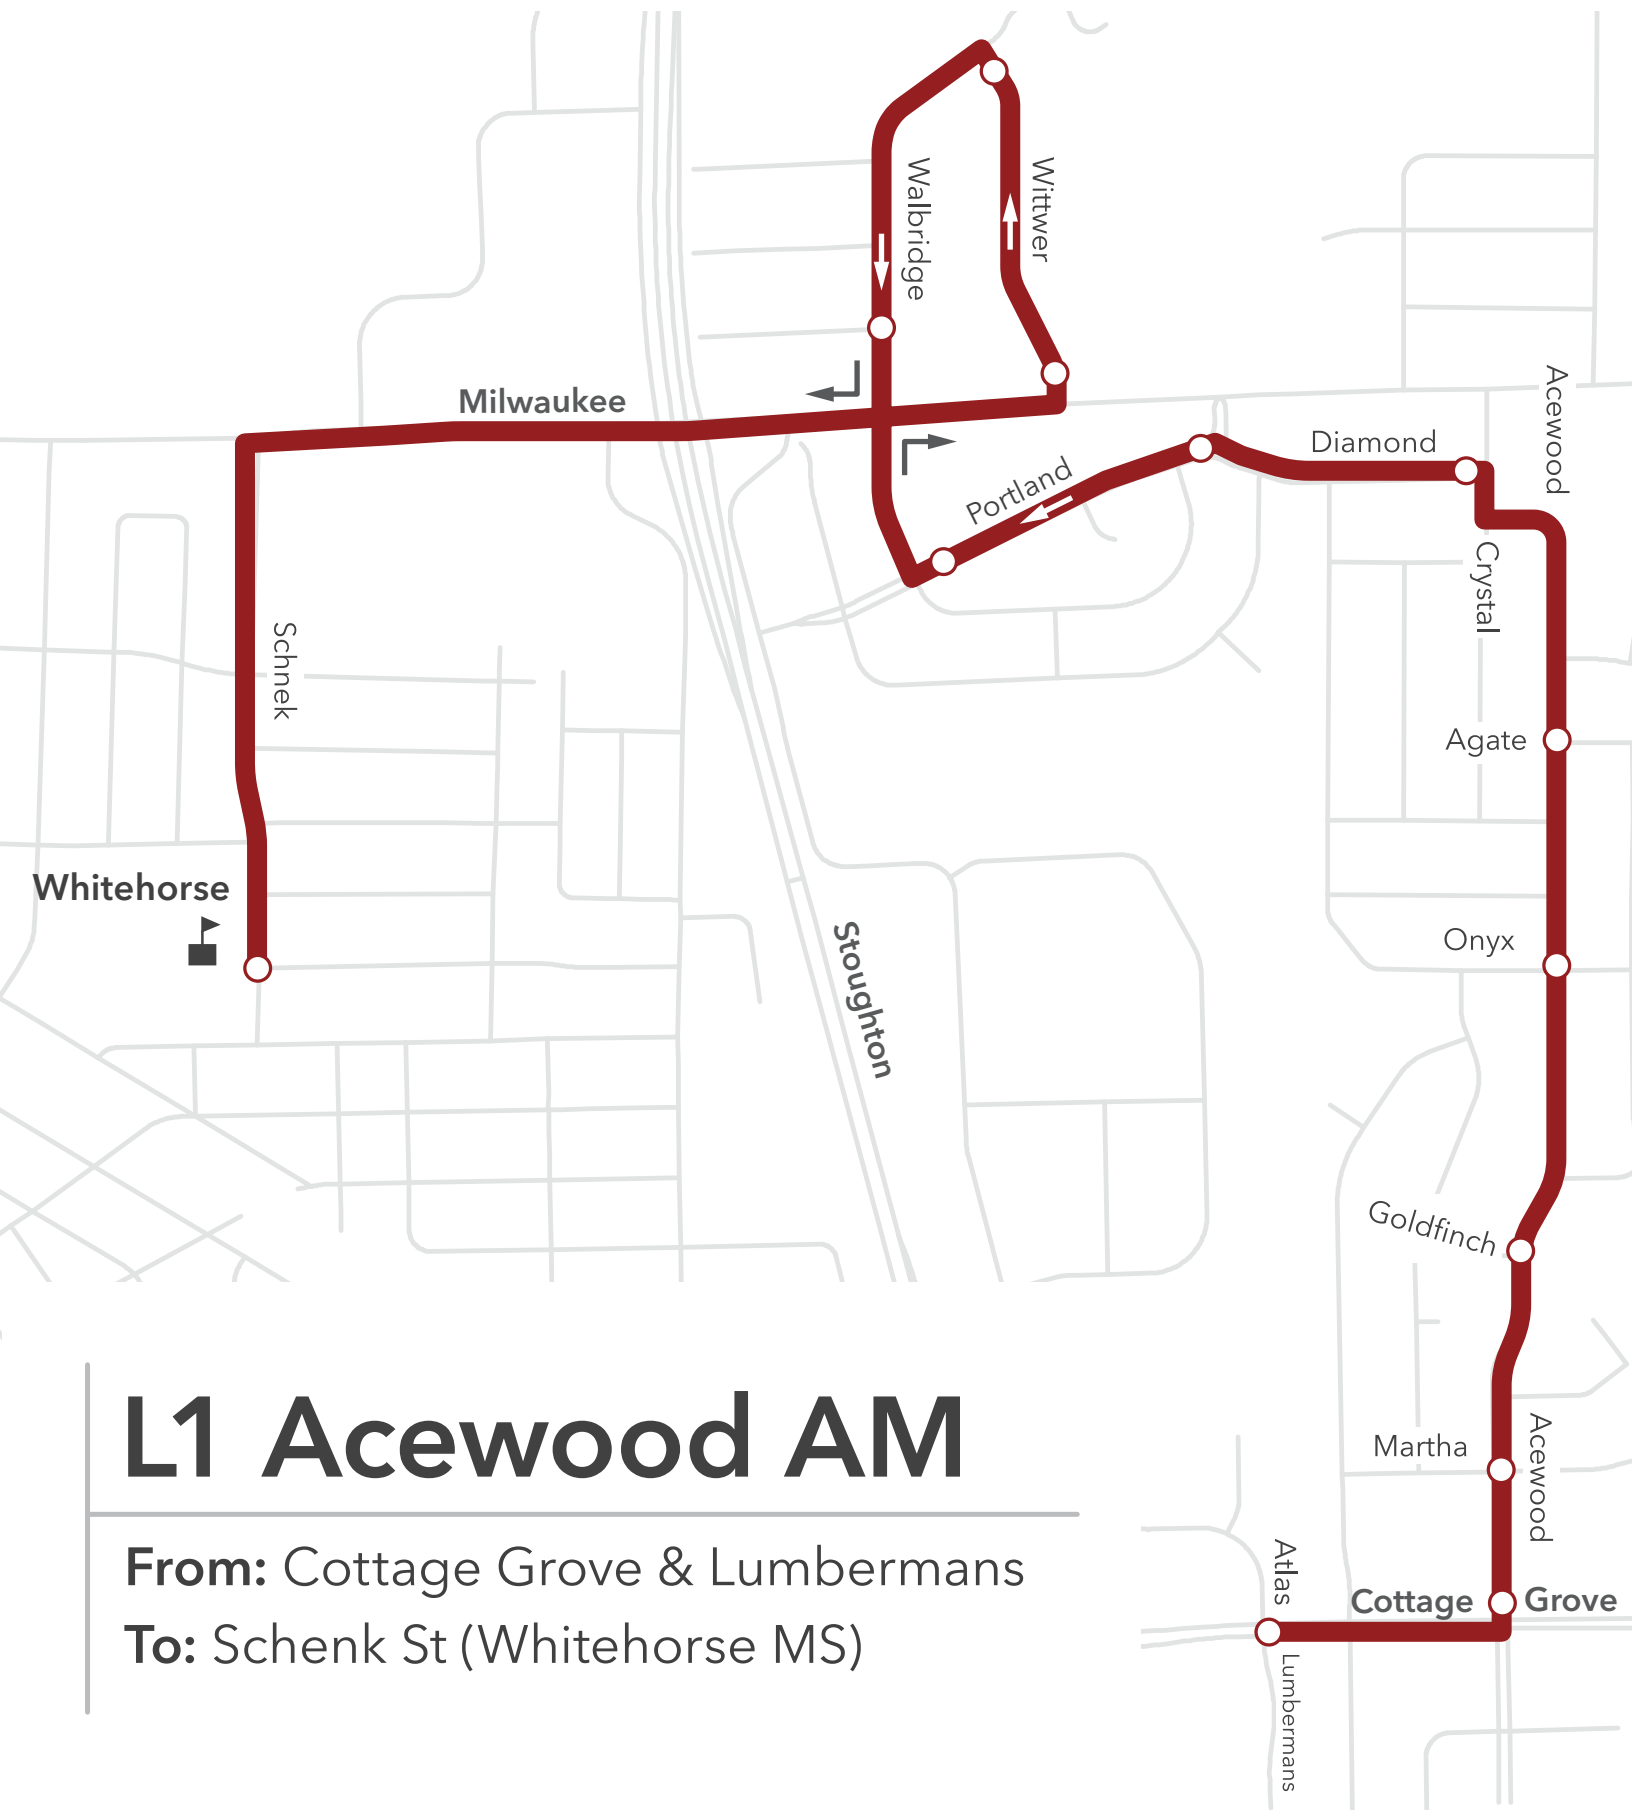 Walbridge
Wittwer
Milwaukee
Acewood
Diamond
Portland
Crystal
Schnek
Agate
Whitehorse
Onyx
Stoughton
Goldfinch
L1 Acewood AM
From: Cottage Grove & Lumbermans
To: Schenk St (Whitehorse MS)
Martha
Acewood
Atlas
Cottage Grove
Lumbermans